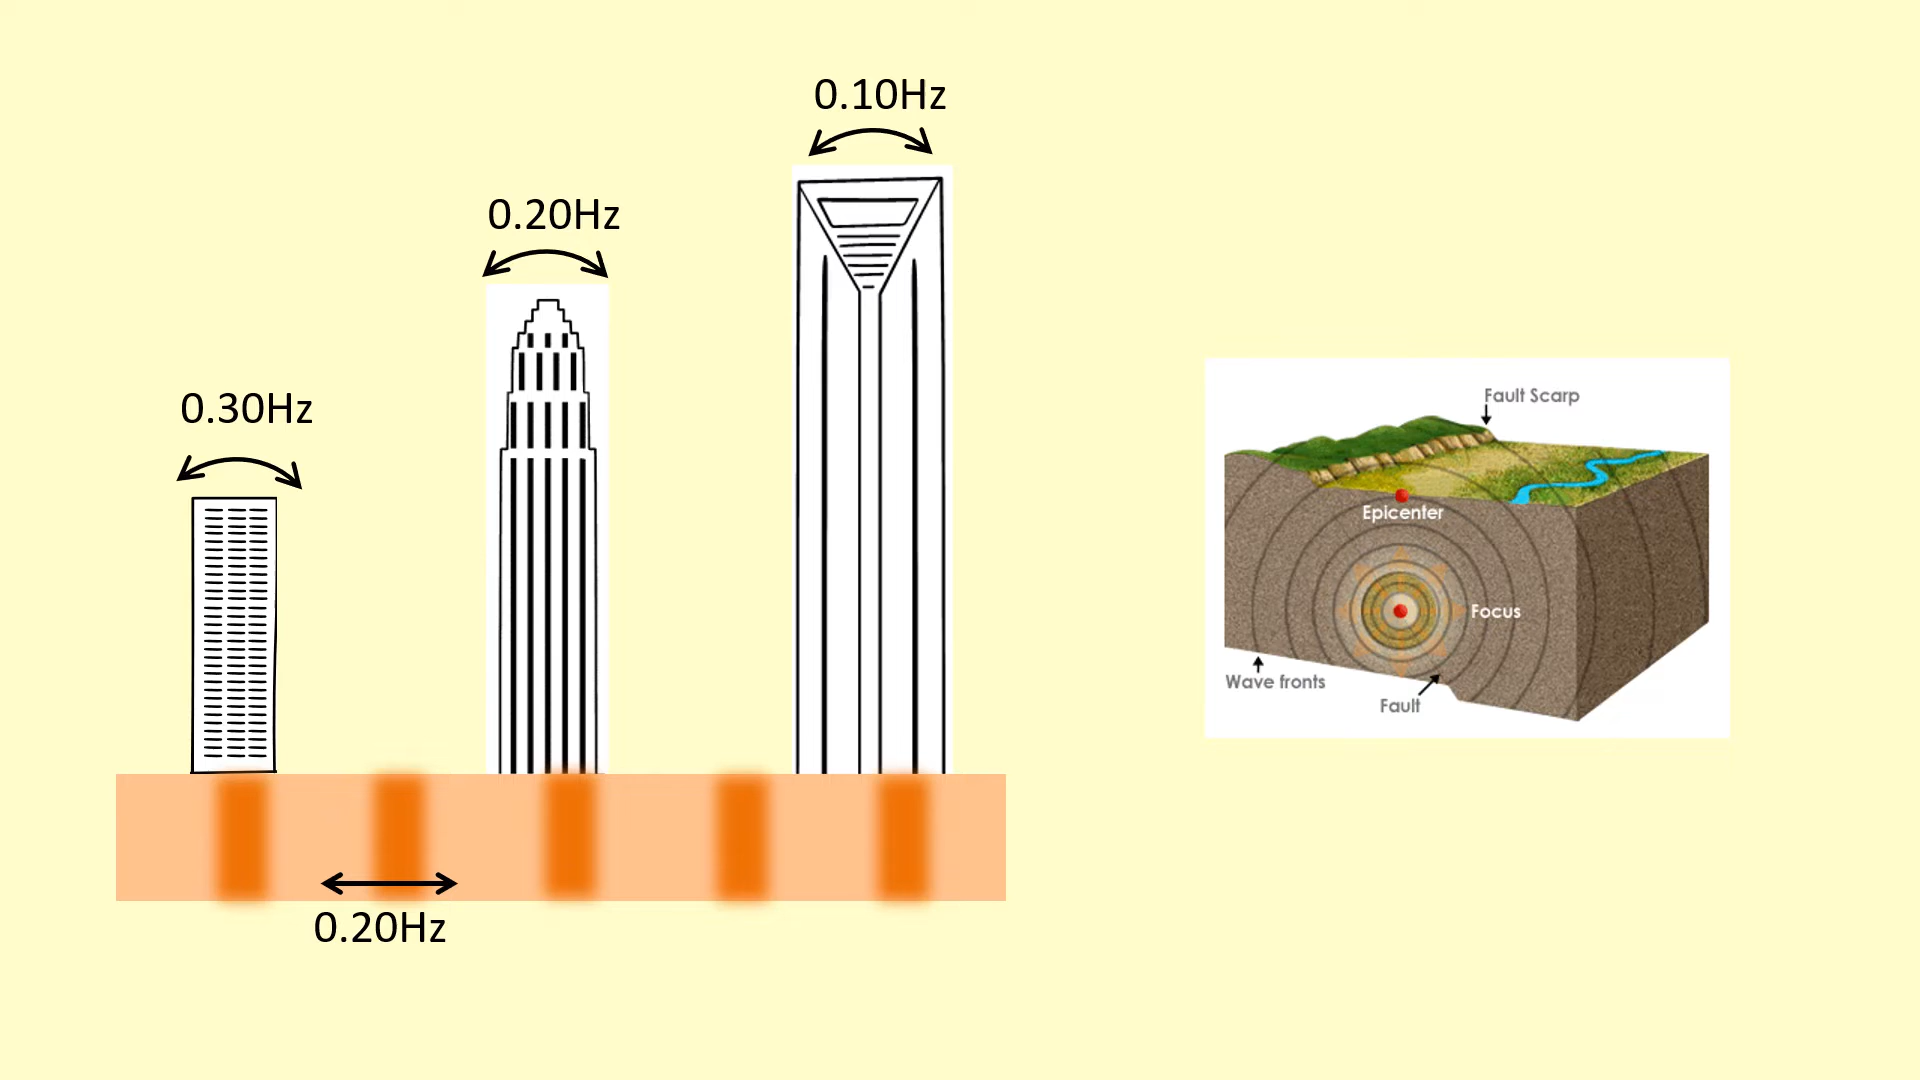 0.10Hz
0.20Hz
0.30Hz
0.20Hz
Fault Scarp
Epicenter
Focus
Wave fronts
Fault